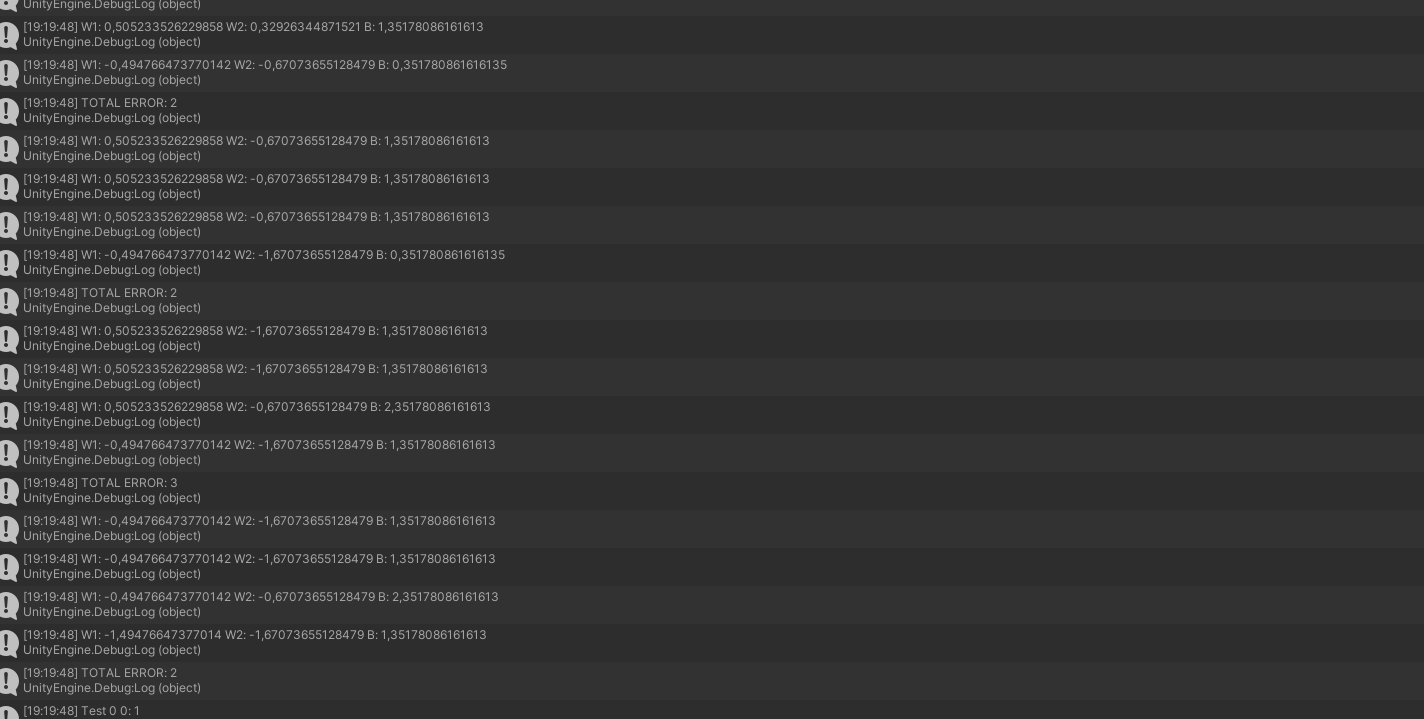 UnityEngine.Debug:Log (object)
[19:19:48] W1: 0,505233526229858 W2: 0,32926344871521 B: 1,35178086161613
UnityEngine.Debug:Log (object)
[19:19:48] W1: -0,494766473770142 W2: -0,67073655128479 B: 0,351780861616135
UnityEngine.Debug:Log (object)
[19:19:48] TOTAL ERROR: 2
UnityEngine.Debug:Log (object)
[19:19:48] W1: 0,505233526229858 W2: -0,67073655128479 B: 1,35178086161613
UnityEngine.Debug:Log (object)
[19:19:48] W1: 0,505233526229858 W2: -0,67073655128479 B: 1,35178086161613
UnityEngine.Debug:Log (object)
[19:19:48] W1: 0,505233526229858 W2: -0,67073655128479 B: 1,35178086161613
UnityEngine.Debug:Log (object)
[19:19:48] W1: -0,494766473770142 W2: -1,67073655128479 B: 0,351780861616135
UnityEngine.Debug:Log (object)
[19:19:48] TOTAL ERROR: 2
UnityEngine.Debug:Log (object)
[19:19:48] W1: 0,505233526229858 W2: -1,67073655128479 B: 1,35178086161613
UnityEngine.Debug:Log (object)
[19:19:48] W1: 0,505233526229858 W2: -1,67073655128479 B: 1,35178086161613
UnityEngine.Debug:Log (object)
[19:19:48] W1: 0,505233526229858 W2: -0,67073655128479 B: 2,35178086161613
UnityEngine.Debug:Log (object)
[19:19:48] W1: -0,494766473770142 W2: -1,67073655128479 B: 1,35178086161613
UnityEngine.Debug:Log (object)
[19:19:48] TOTAL ERROR: 3
UnityEngine.Debug:Log (object)
[19:19:48] W1: -0,494766473770142 W2: -1,67073655128479 B: 1,35178086161613
UnityEngine.Debug:Log (object)
[19:19:48] W1: -0,494766473770142 W2: -1,67073655128479 B: 1,35178086161613
UnityEngine.Debug:Log (object)
[19:19:48] W1: -0,494766473770142 W2: -0,67073655128479 B: 2,35178086161613
UnityEngine.Debug:Log (object)
[19:19:48] W1: -1,49476647377014 W2: -1,67073655128479 B: 1,35178086161613
UnityEngine.Debug:Log (object)
[19:19:48] TOTAL ERROR: 2
UnityEngine.Debug:Log (object)
[19:19:48] Test 0 0: 1